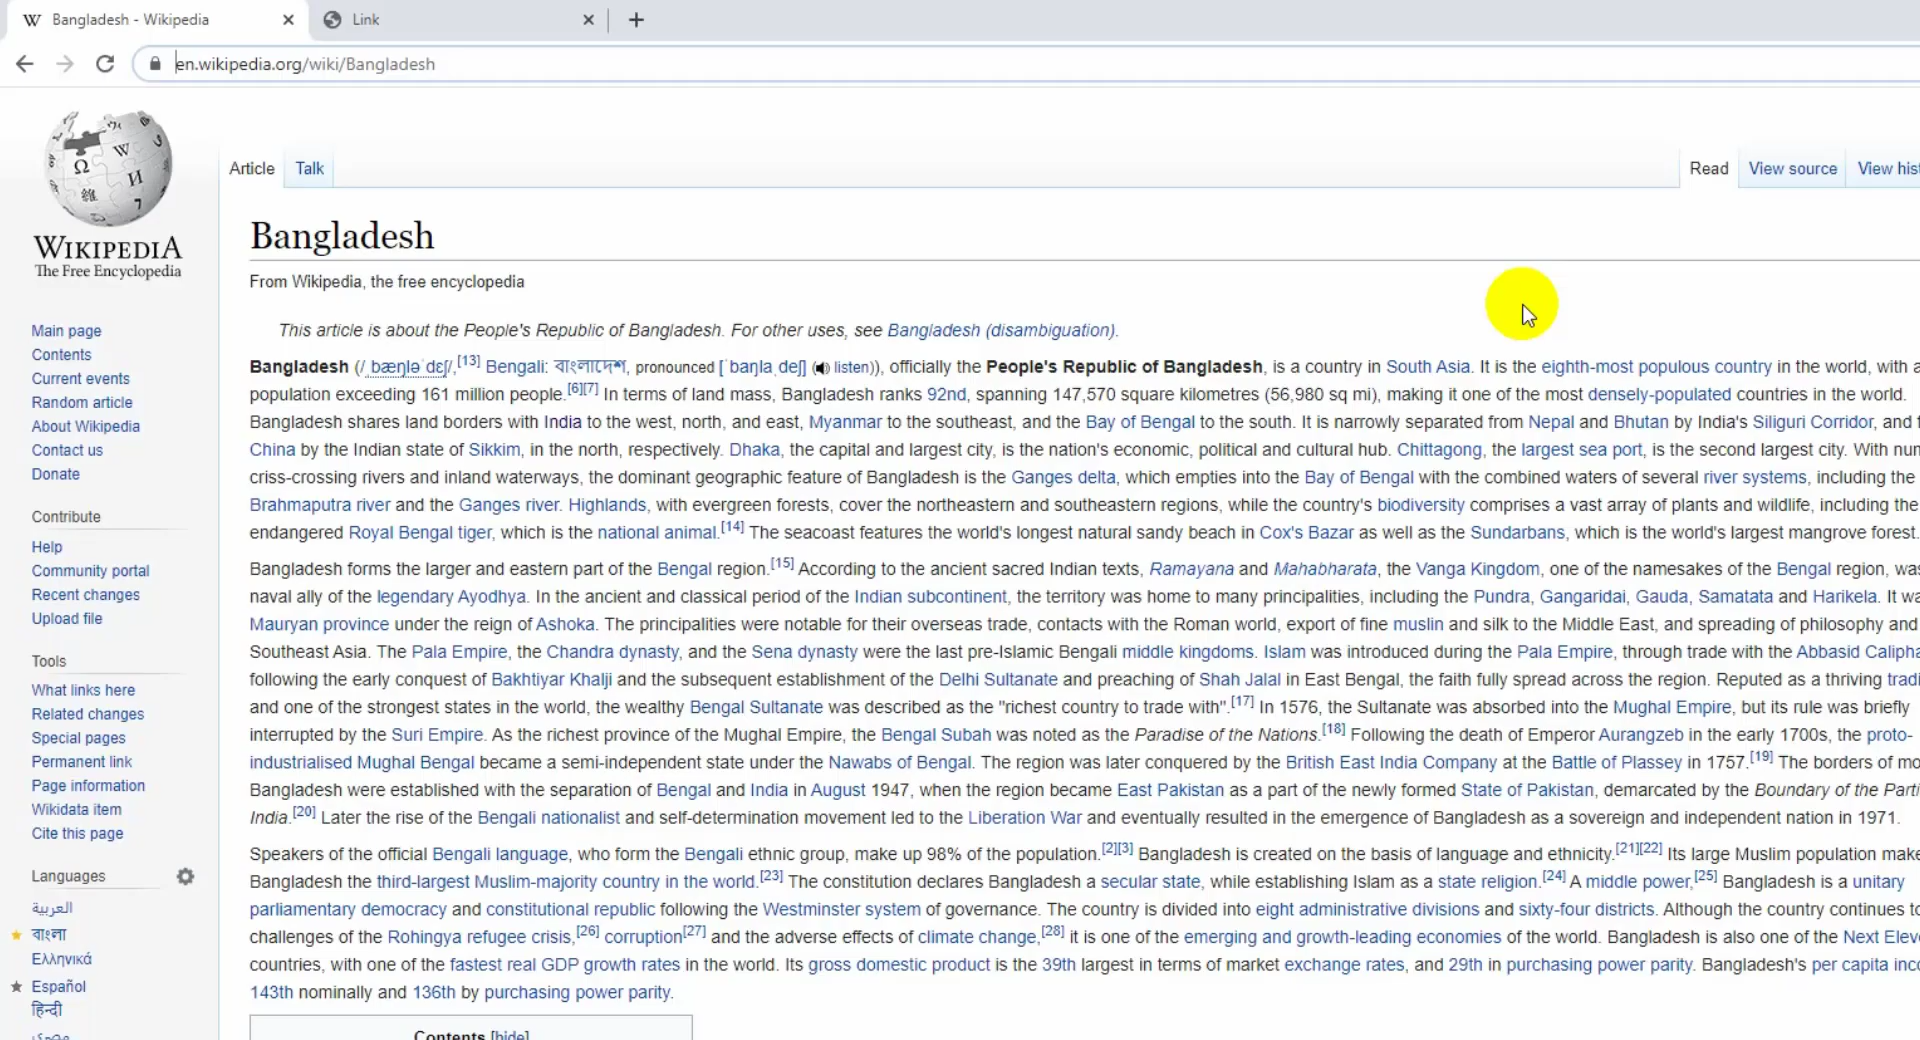 Bangladesh - Wikipedia
Link
en.wikipedia.org/wiki/Bangladesh
WIKIPEDIA
The Free Encyclopedia
Main page
Contents
Current events
Random article
About Wikipedia
Contact us
Donate
Contribute
Help
Community portal
Recent changes
Upload file
Tools
What links here
Related changes
Special pages
Permanent link
Page information
Wikidata item
Cite this page
Languages
العربية
বাংলা
Ελληνικά
Español
हिन्दी
Article Talk
Read View source View
Bangladesh
From Wikipedia, the free encyclopedia
This article is about the People's Republic of Bangladesh. For other uses, see Bangladesh (disambiguation).
Bangladesh (/ˌbæŋləˈdɛʃ/,[13] Bengali: বাংলাদেশ, pronounced [ˈbaŋlaˌdeʃ] (listen)), officially the People's Republic of Bangladesh, is a country in South Asia. It is the eighth-most populous country in the world, with a
population exceeding 161 million people.[6][7] In terms of land mass, Bangladesh ranks 92nd, spanning 147,570 square kilometres (56,980 sq mi), making it one of the most densely-populated countries in the world.
Bangladesh shares land borders with India to the west, north, and east, Myanmar to the southeast, and the Bay of Bengal to the south. It is narrowly separated from Nepal and Bhutan by India's Siliguri Corridor, and
China by the Indian state of Sikkim, in the north, respectively. Dhaka, the capital and largest city, is the nation's economic, political and cultural hub. Chittagong, the largest sea port, is the second largest city. With
criss-crossing rivers and inland waterways, the dominant geographic feature of Bangladesh is the Ganges delta, which empties into the Bay of Bengal with the combined waters of several river systems, including the
Brahmaputra river and the Ganges river. Highlands, with evergreen forests, cover the northeastern and southeastern regions, while the country's biodiversity comprises a vast array of plants and wildlife, including the
endangered Royal Bengal tiger, which is the national animal.[14] The seacoast features the world's longest natural sandy beach in Cox's Bazar as well as the Sundarbans, which is the world's largest mangrove forest.
Bangladesh forms the larger and eastern part of the Bengal region.[15] According to the ancient sacred Indian texts, Ramayana and Mahabharata, the Vanga Kingdom, one of the namesakes of the Bengal region,
naval ally of the legendary Ayodhya. In the ancient and classical period of the Indian subcontinent, the territory was home to many principalities, including the Pundra, Gangaridai, Gauda, Samatata and Harikela. It
Mauryan province under the reign of Ashoka. The principalities were notable for their overseas trade, contacts with the Roman world, export of fine muslin and silk to the Middle East, and spreading of philosophy and
Southeast Asia. The Pala Empire, the Chandra dynasty, and the Sena dynasty were the last pre-Islamic Bengali middle kingdoms. Islam was introduced during the Pala Empire, through trade with the Abbasid
following the early conquest of Bakhtiyar Khalji and the subsequent establishment of the Delhi Sultanate and preaching of Shah Jalal in East Bengal, the faith fully spread across the region. Reputed as a thriving
and one of the strongest states in the world, the wealthy Bengal Sultanate was described as the "richest country to trade with".[17] In 1576, the Sultanate was absorbed into the Mughal Empire, but its rule was briefly
interrupted by the Suri Empire. As the richest province of the Mughal Empire, the Bengal Subah was noted as the Paradise of the Nations.[18] Following the death of Emperor Aurangzeb in the early 1700s, the proto-
industrialised Mughal Bengal became a semi-independent state under the Nawabs of Bengal. The region was later conquered by the British East India Company at the Battle of Plassey in 1757.[19] The borders of
Bangladesh were established with the separation of Bengal and India in August 1947, when the region became East Pakistan as a part of the newly formed State of Pakistan, demarcated by the Boundary of the
India.[20] Later the rise of the Bengali nationalist and self-determination movement led to the Liberation War and eventually resulted in the emergence of Bangladesh as a sovereign and independent nation in 1971.
Speakers of the official Bengali language, who form the Bengali ethnic group, make up 98% of the population.[2][3] Bangladesh is created on the basis of language and ethnicity.[21][22] Its large Muslim population
Bangladesh the third-largest Muslim-majority country in the world.[23] The constitution declares Bangladesh a secular state, while establishing Islam as a state religion.[24] A middle power,[25] Bangladesh is a unitary
parliamentary democracy and constitutional republic following the Westminster system of governance. The country is divided into eight administrative divisions and sixty-four districts. Although the country continues
challenges of the Rohingya refugee crisis,[26] corruption[27] and the adverse effects of climate change,[28] it is one of the emerging and growth-leading economies of the world. Bangladesh is also one of the Next
countries, with one of the fastest real GDP growth rates in the world. Its gross domestic product is the 39th largest in terms of market exchange rates, and 29th in purchasing power parity. Bangladesh's per capita
143th nominally and 136th by purchasing power parity.
Contents [hide]